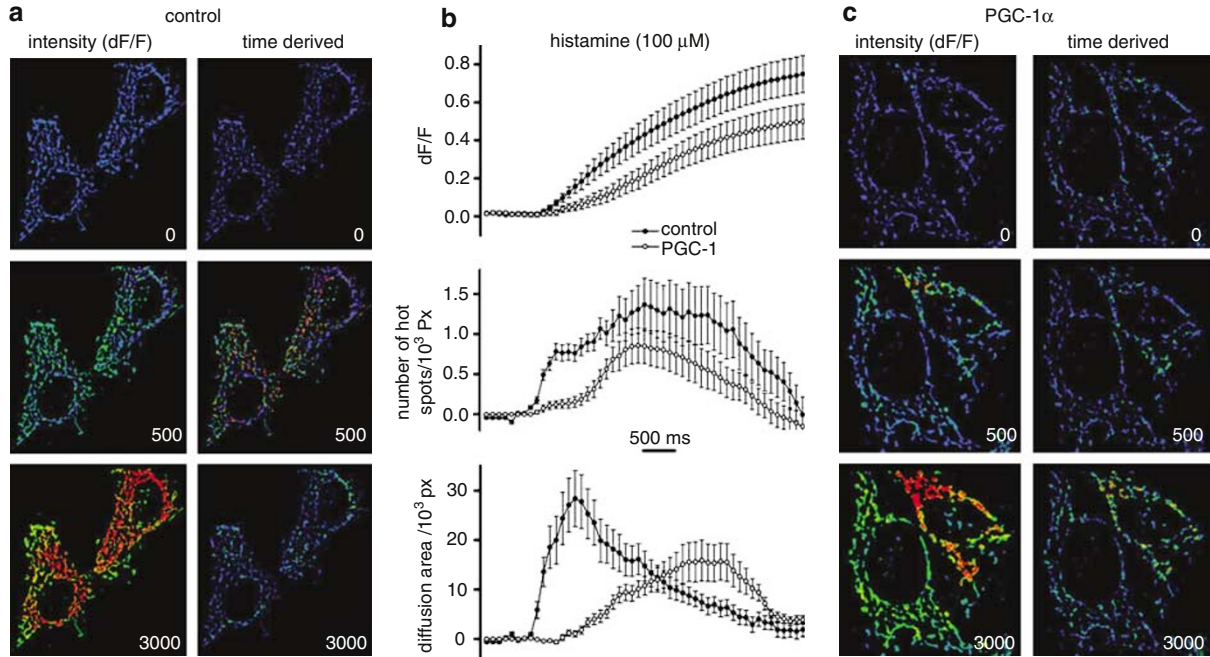 a
control
intensity (dF/F)
time derived
0
0
500
500
3000
3000
b
histamine (100 μM)
0.8
0.6
0.4
0.2
0.0
dF/F
control
PGC-1
1.5
1.0
0.5
0.0
number of hot
spots/10³ Px
500 ms
30
20
10
0
diffusion area /10³ px
c
PGC-1α
intensity (dF/F)
time derived
0
0
500
500
3000
3000